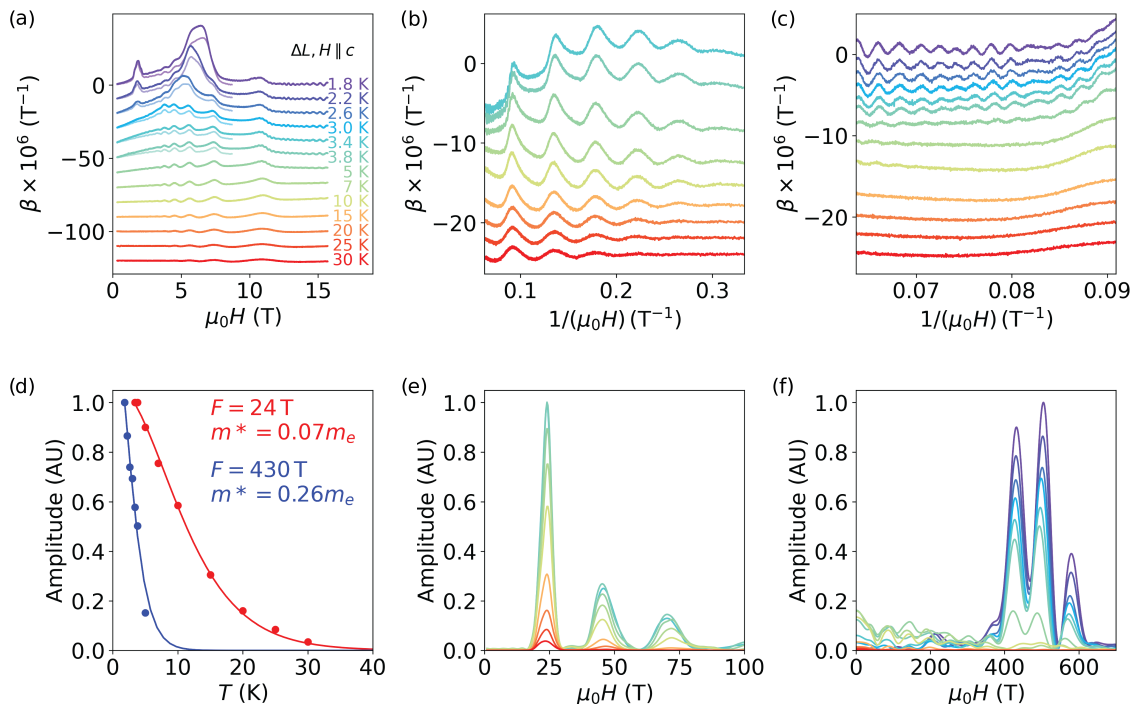 (a)
β × 10⁶ (T⁻¹)
0
−50
−100
ΔL, H ∥ c
1.8 K
2.2 K
2.6 K
3.0 K
3.4 K
3.8 K
5 K
7 K
10 K
15 K
20 K
25 K
30 K
0 5 10 15
μ₀H (T)
(b)
β × 10⁶ (T⁻¹)
0
−10
−20
0.1 0.2 0.3
1/(μ₀H) (T⁻¹)
(c)
β × 10⁶ (T⁻¹)
0
−10
−20
0.07 0.08 0.09
1/(μ₀H) (T⁻¹)
(d)
Amplitude (AU)
1.0
0.8
0.6
0.4
0.2
0.0
F = 24 T
m* = 0.07mₑ
F = 430 T
m* = 0.26mₑ
0 10 20 30 40
T (K)
(e)
Amplitude (AU)
1.0
0.8
0.6
0.4
0.2
0.0
0 25 50 75 100
μ₀H (T)
(f)
Amplitude (AU)
1.0
0.8
0.6
0.4
0.2
0.0
0 200 400 600
μ₀H (T)